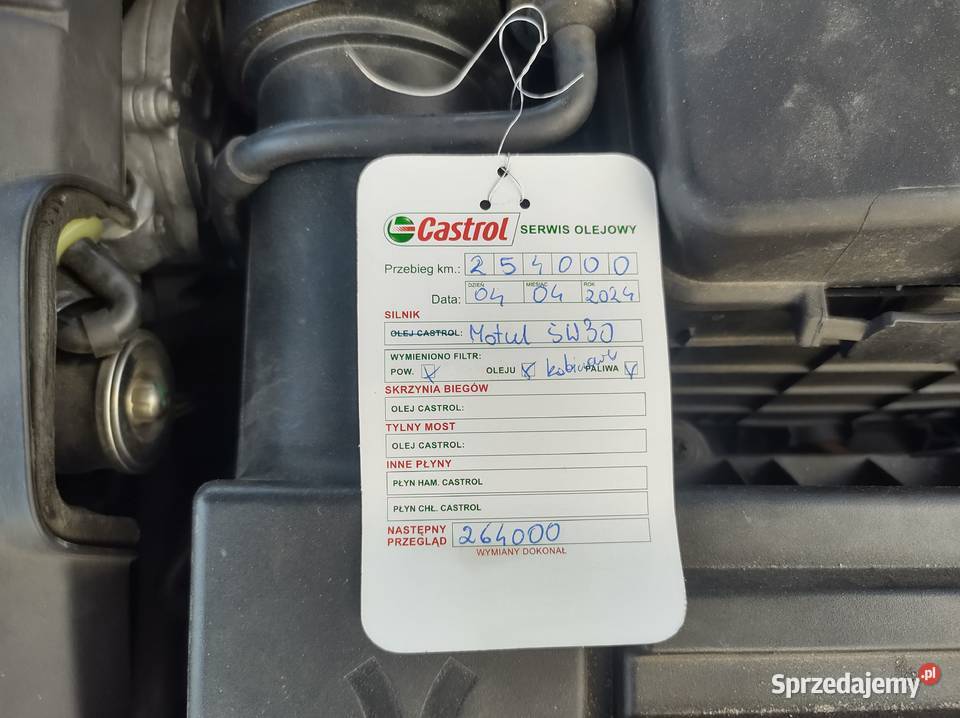 Castrol SERWIS OLEJOWY
Przebieg km.: 254000
DZIEŃ MIESIĄC ROK
Data: 04 04 2024
SILNIK
OLEJ CASTROL: Motul 5W30
WYMIENIONO FILTR:
POW. OLEJU PALIWA
SKRZYNIA BIEGÓW
OLEJ CASTROL:
TYLNY MOST
OLEJ CASTROL:
INNE PŁYNY
PŁYN HAM. CASTROL
PŁYN CHŁ. CASTROL
NASTĘPNY
PRZEGLĄD 264000
WYMIANY DOKONAŁ
Sprzedajemy.pl